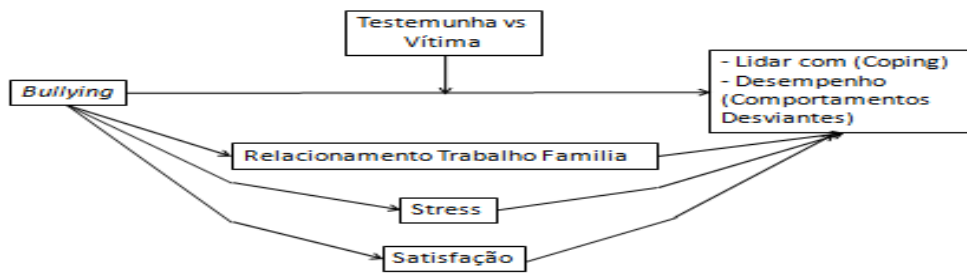 Testemunha vs
Vítima
Bullying
- Lidar com (Coping)
- Desempenho
(Comportamentos
Desviantes)
Relacionamento Trabalho Familia
Stress
Satisfação